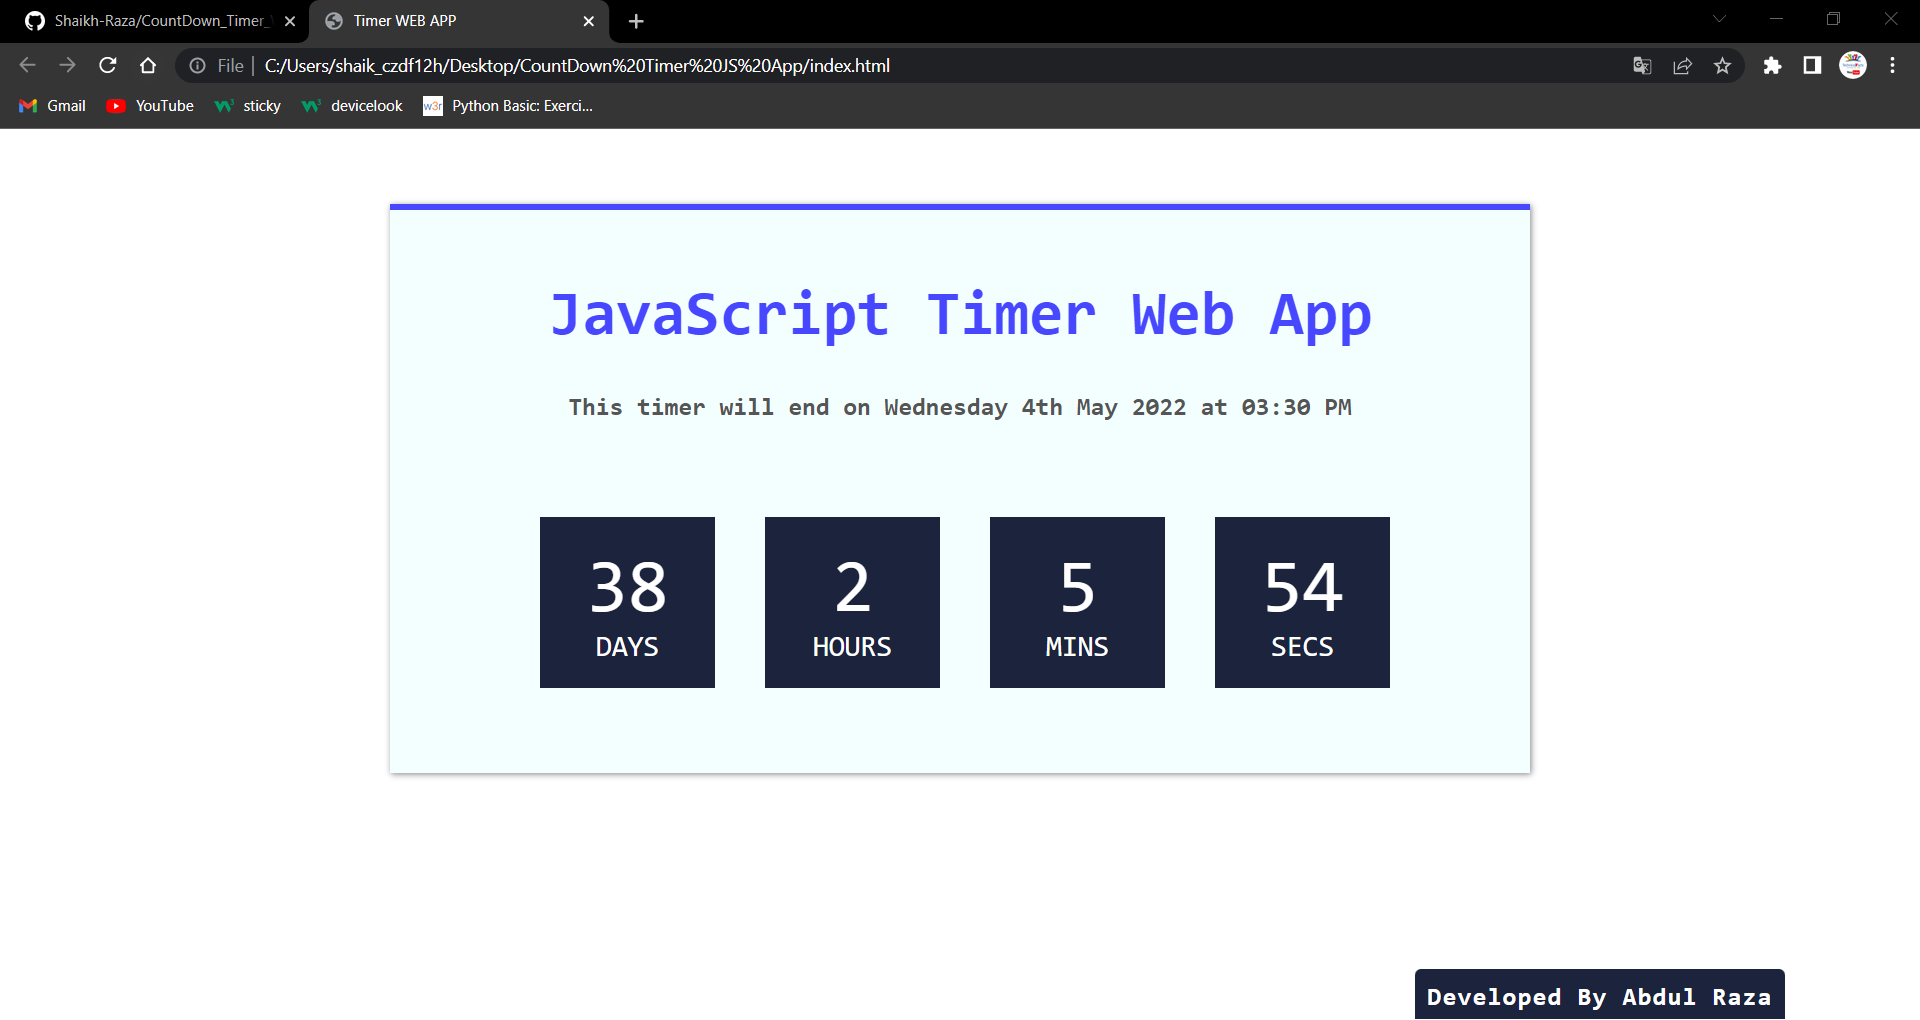 Shaikh-Raza/CountDown_Timer_
Timer WEB APP
File
C:/Users/shaik_czdf12h/Desktop/CountDown%20Timer%20JS%20App/index.html
Gmail
YouTube
sticky
devicelook
w3r
Python Basic: Exerci...
JavaScript Timer Web App
This timer will end on Wednesday 4th May 2022 at 03:30 PM
38 2 5 54
DAYS HOURS MINS SECS
Developed By Abdul Raza